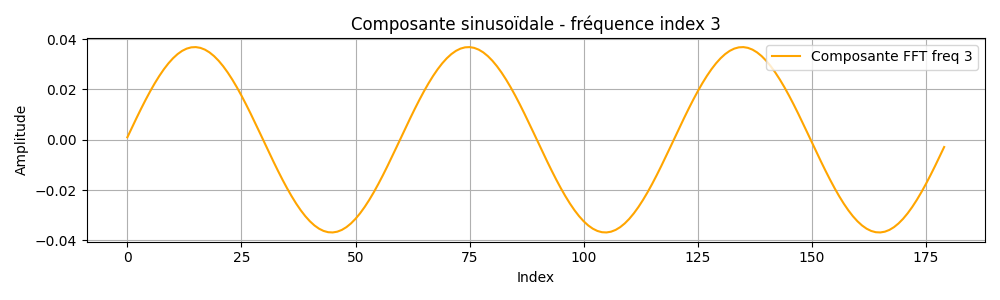 Composante sinusoïdale - fréquence index 3
0.04
0.02
0.00
−0.02
−0.04
Amplitude
Composante FFT freq 3
0 25 50 75 100 125 150 175
Index